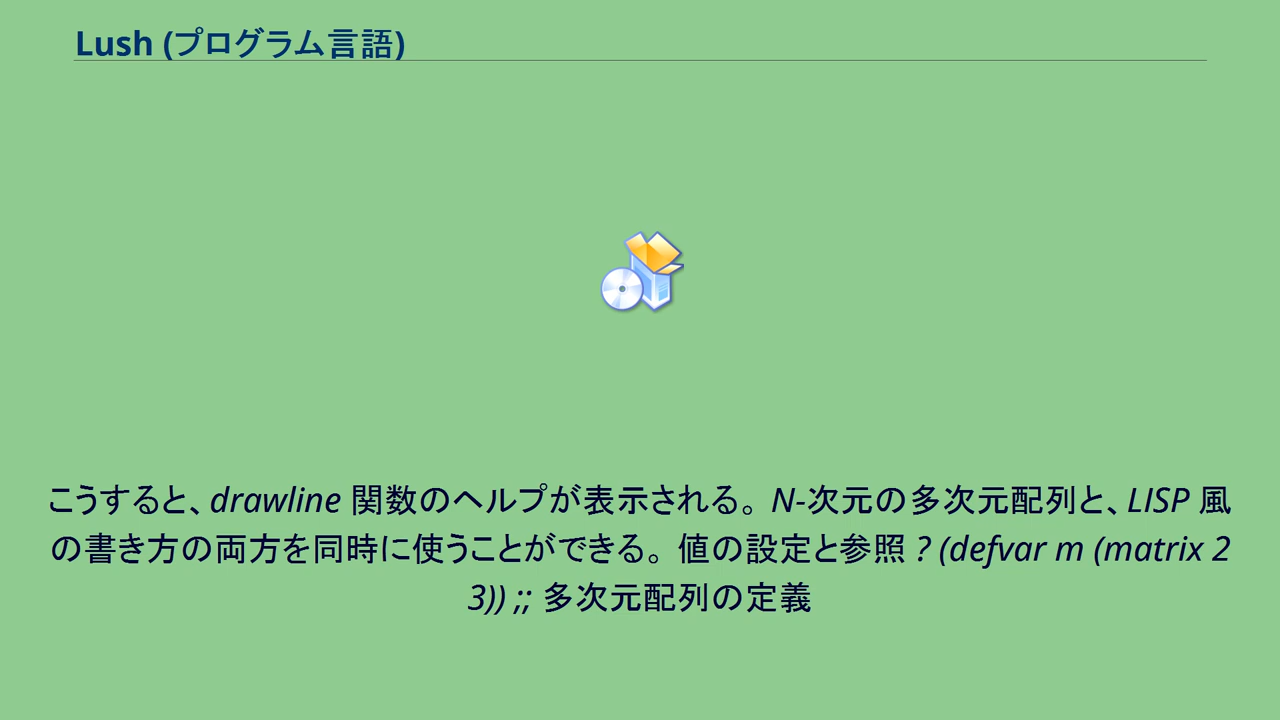 Lush (プログラム言語)
こうすると、drawline 関数のヘルプが表示される。N-次元の多次元配列と、LISP 風
の書き方の両方を同時に使うことができる。値の設定と参照 ? (defvar m (matrix 2
3)) ;; 多次元配列の定義